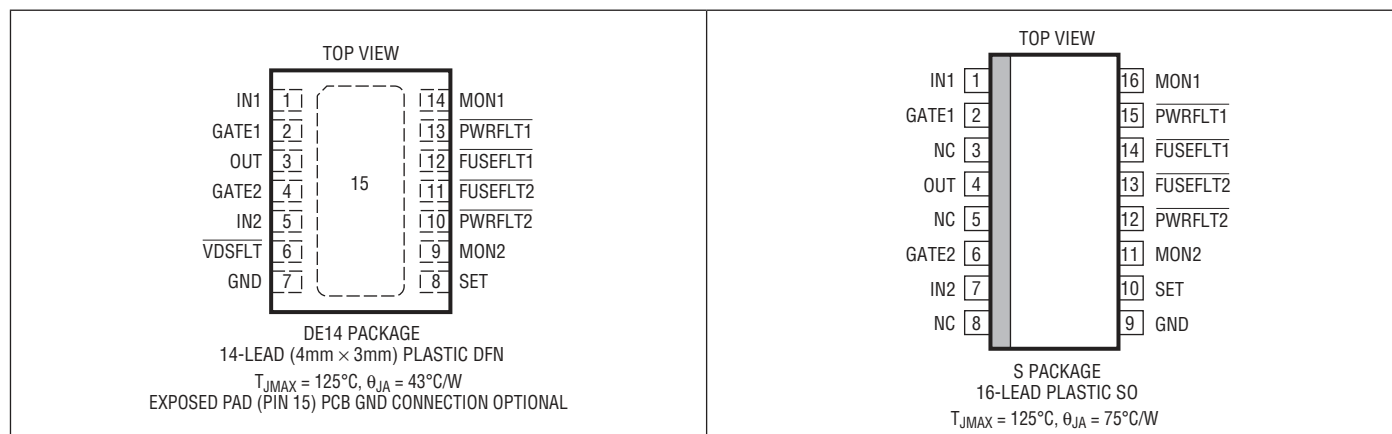 TOP VIEW
IN1 1
GATE1 2
OUT 3
GATE2 4
IN2 5
VDSFLT 6
GND 7
15
14 MON1
13 PWRFLT1
12 FUSEFLT1
11 FUSEFLT2
10 PWRFLT2
9 MON2
8 SET
DE14 PACKAGE
14-LEAD (4mm × 3mm) PLASTIC DFN
TJMAX = 125°C, θJA = 43°C/W
EXPOSED PAD (PIN 15) PCB GND CONNECTION OPTIONAL
TOP VIEW
IN1 1
GATE1 2
NC 3
OUT 4
NC 5
GATE2 6
IN2 7
NC 8
16 MON1
15 PWRFLT1
14 FUSEFLT1
13 FUSEFLT2
12 PWRFLT2
11 MON2
10 SET
9 GND
S PACKAGE
16-LEAD PLASTIC SO
TJMAX = 125°C, θJA = 75°C/W